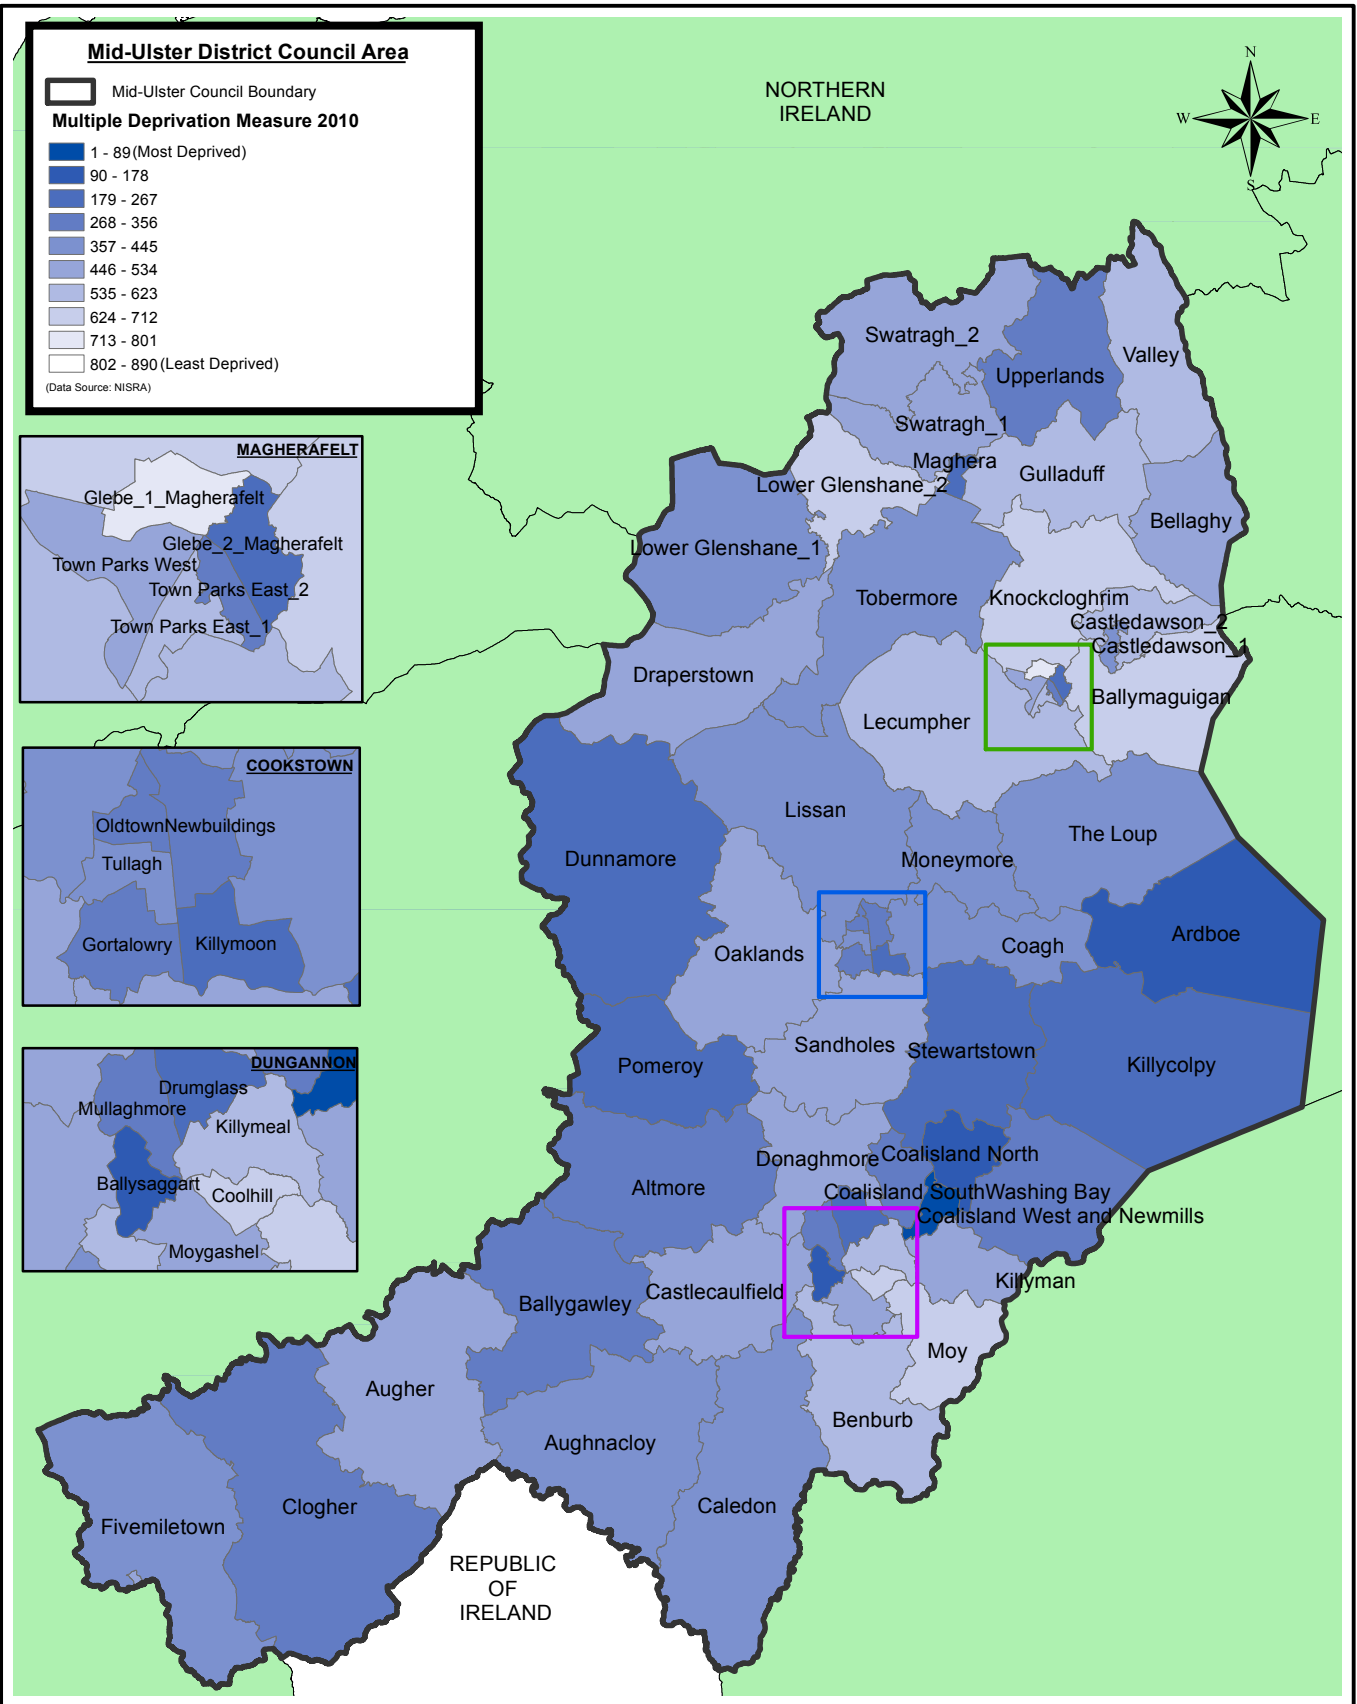 Mid-Ulster District Council Area
Mid-Ulster Council Boundary
Multiple Deprivation Measure 2010
1 - 89 (Most Deprived)
90 - 178
179 - 267
268 - 356
357 - 445
446 - 534
535 - 623
624 - 712
713 - 801
802 - 890 (Least Deprived)
(Data Source: NISRA)
NORTHERN
IRELAND
N
W
E
S
MAGHERAFELT
Glebe_1_Magherafelt
Glebe_2_Magherafelt
Town Parks West
Town Parks East_2
Town Parks East_1
COOKSTOWN
Oldtown
Newbuildings
Tullagh
Gortalowry
Killymoon
DUNGANNON
Drumglass
Mullaghmore
Killymeal
Ballysaggart
Coolhill
Moygashel
Swatragh_2
Valley
Upperlands
Swatragh_1
Maghera
Gulladuff
Lower Glenshane_2
Bellaghy
Lower Glenshane_1
Tobermore
Knockcloghrim
Castledawson_2
Castledawson_1
Draperstown
Ballymaguigan
Lecumpher
Lissan
The Loup
Dunnamore
Moneymore
Ardboe
Coagh
Oaklands
Sandholes
Stewartstown
Killycolpy
Pomeroy
Donaghmore
Coalisland North
Altmore
Coalisland South
Washing Bay
Coalisland West and Newmills
Killyman
Castlecaulfield
Ballygawley
Moy
Augher
Benburb
Aughnacloy
Clogher
Caledon
Fivemiletown
REPUBLIC
OF
IRELAND